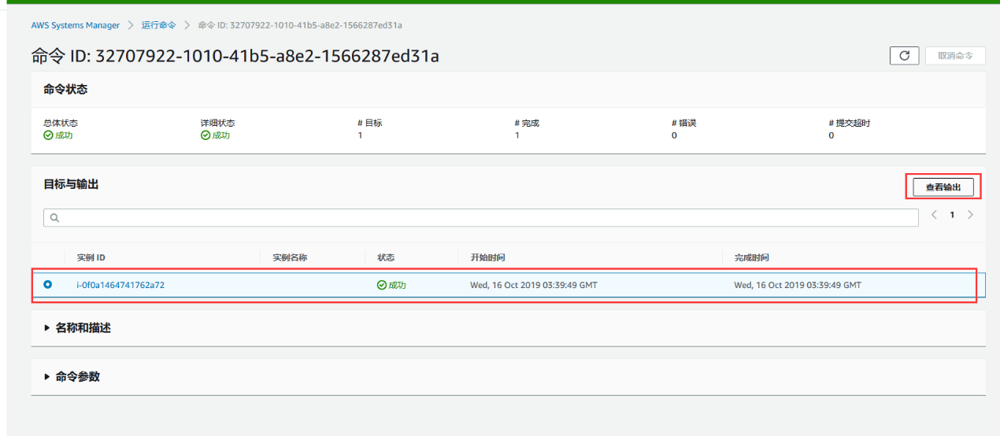 AWS Systems Manager > 运行命令 > 命令 ID: 32707922-1010-41b5-a8e2-1566287ed31a
命令 ID: 32707922-1010-41b5-a8e2-1566287ed31a 取消命令
命令状态
总体状态 详细状态 # 目标 # 完成 # 错误 # 提交超时
成功 成功 1 1 0 0
目标与输出 查看输出
1
实例 ID 实例名称 状态 开始时间 完成时间
i-0f0a1464741762a72 成功 Wed, 16 Oct 2019 03:39:49 GMT Wed, 16 Oct 2019 03:39:49 GMT
名称和描述
命令参数